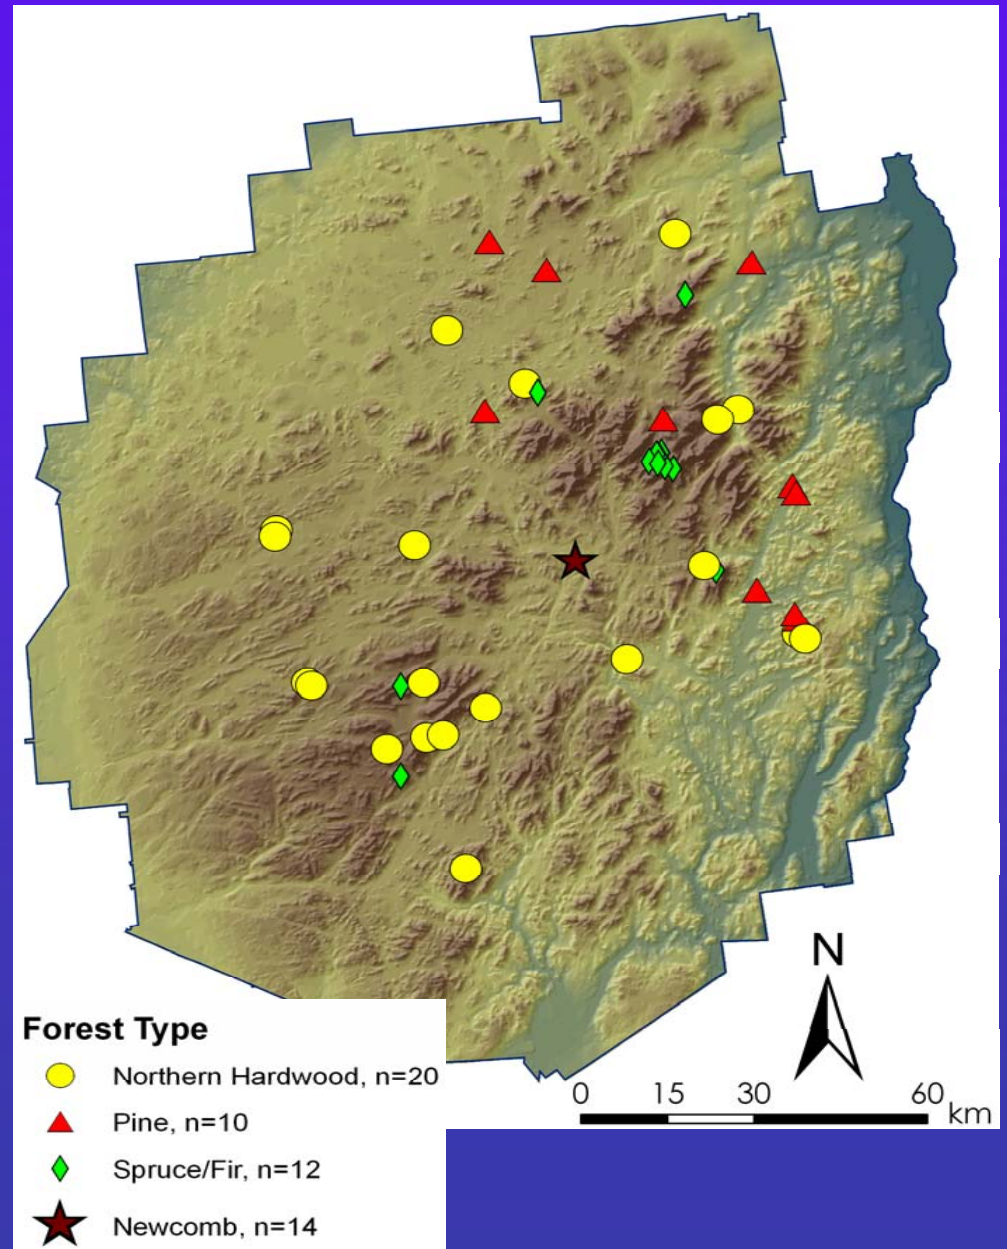 N
0 15 30 60
km
Forest Type
Northern Hardwood, n=20
Pine, n=10
Spruce/Fir, n=12
Newcomb, n=14